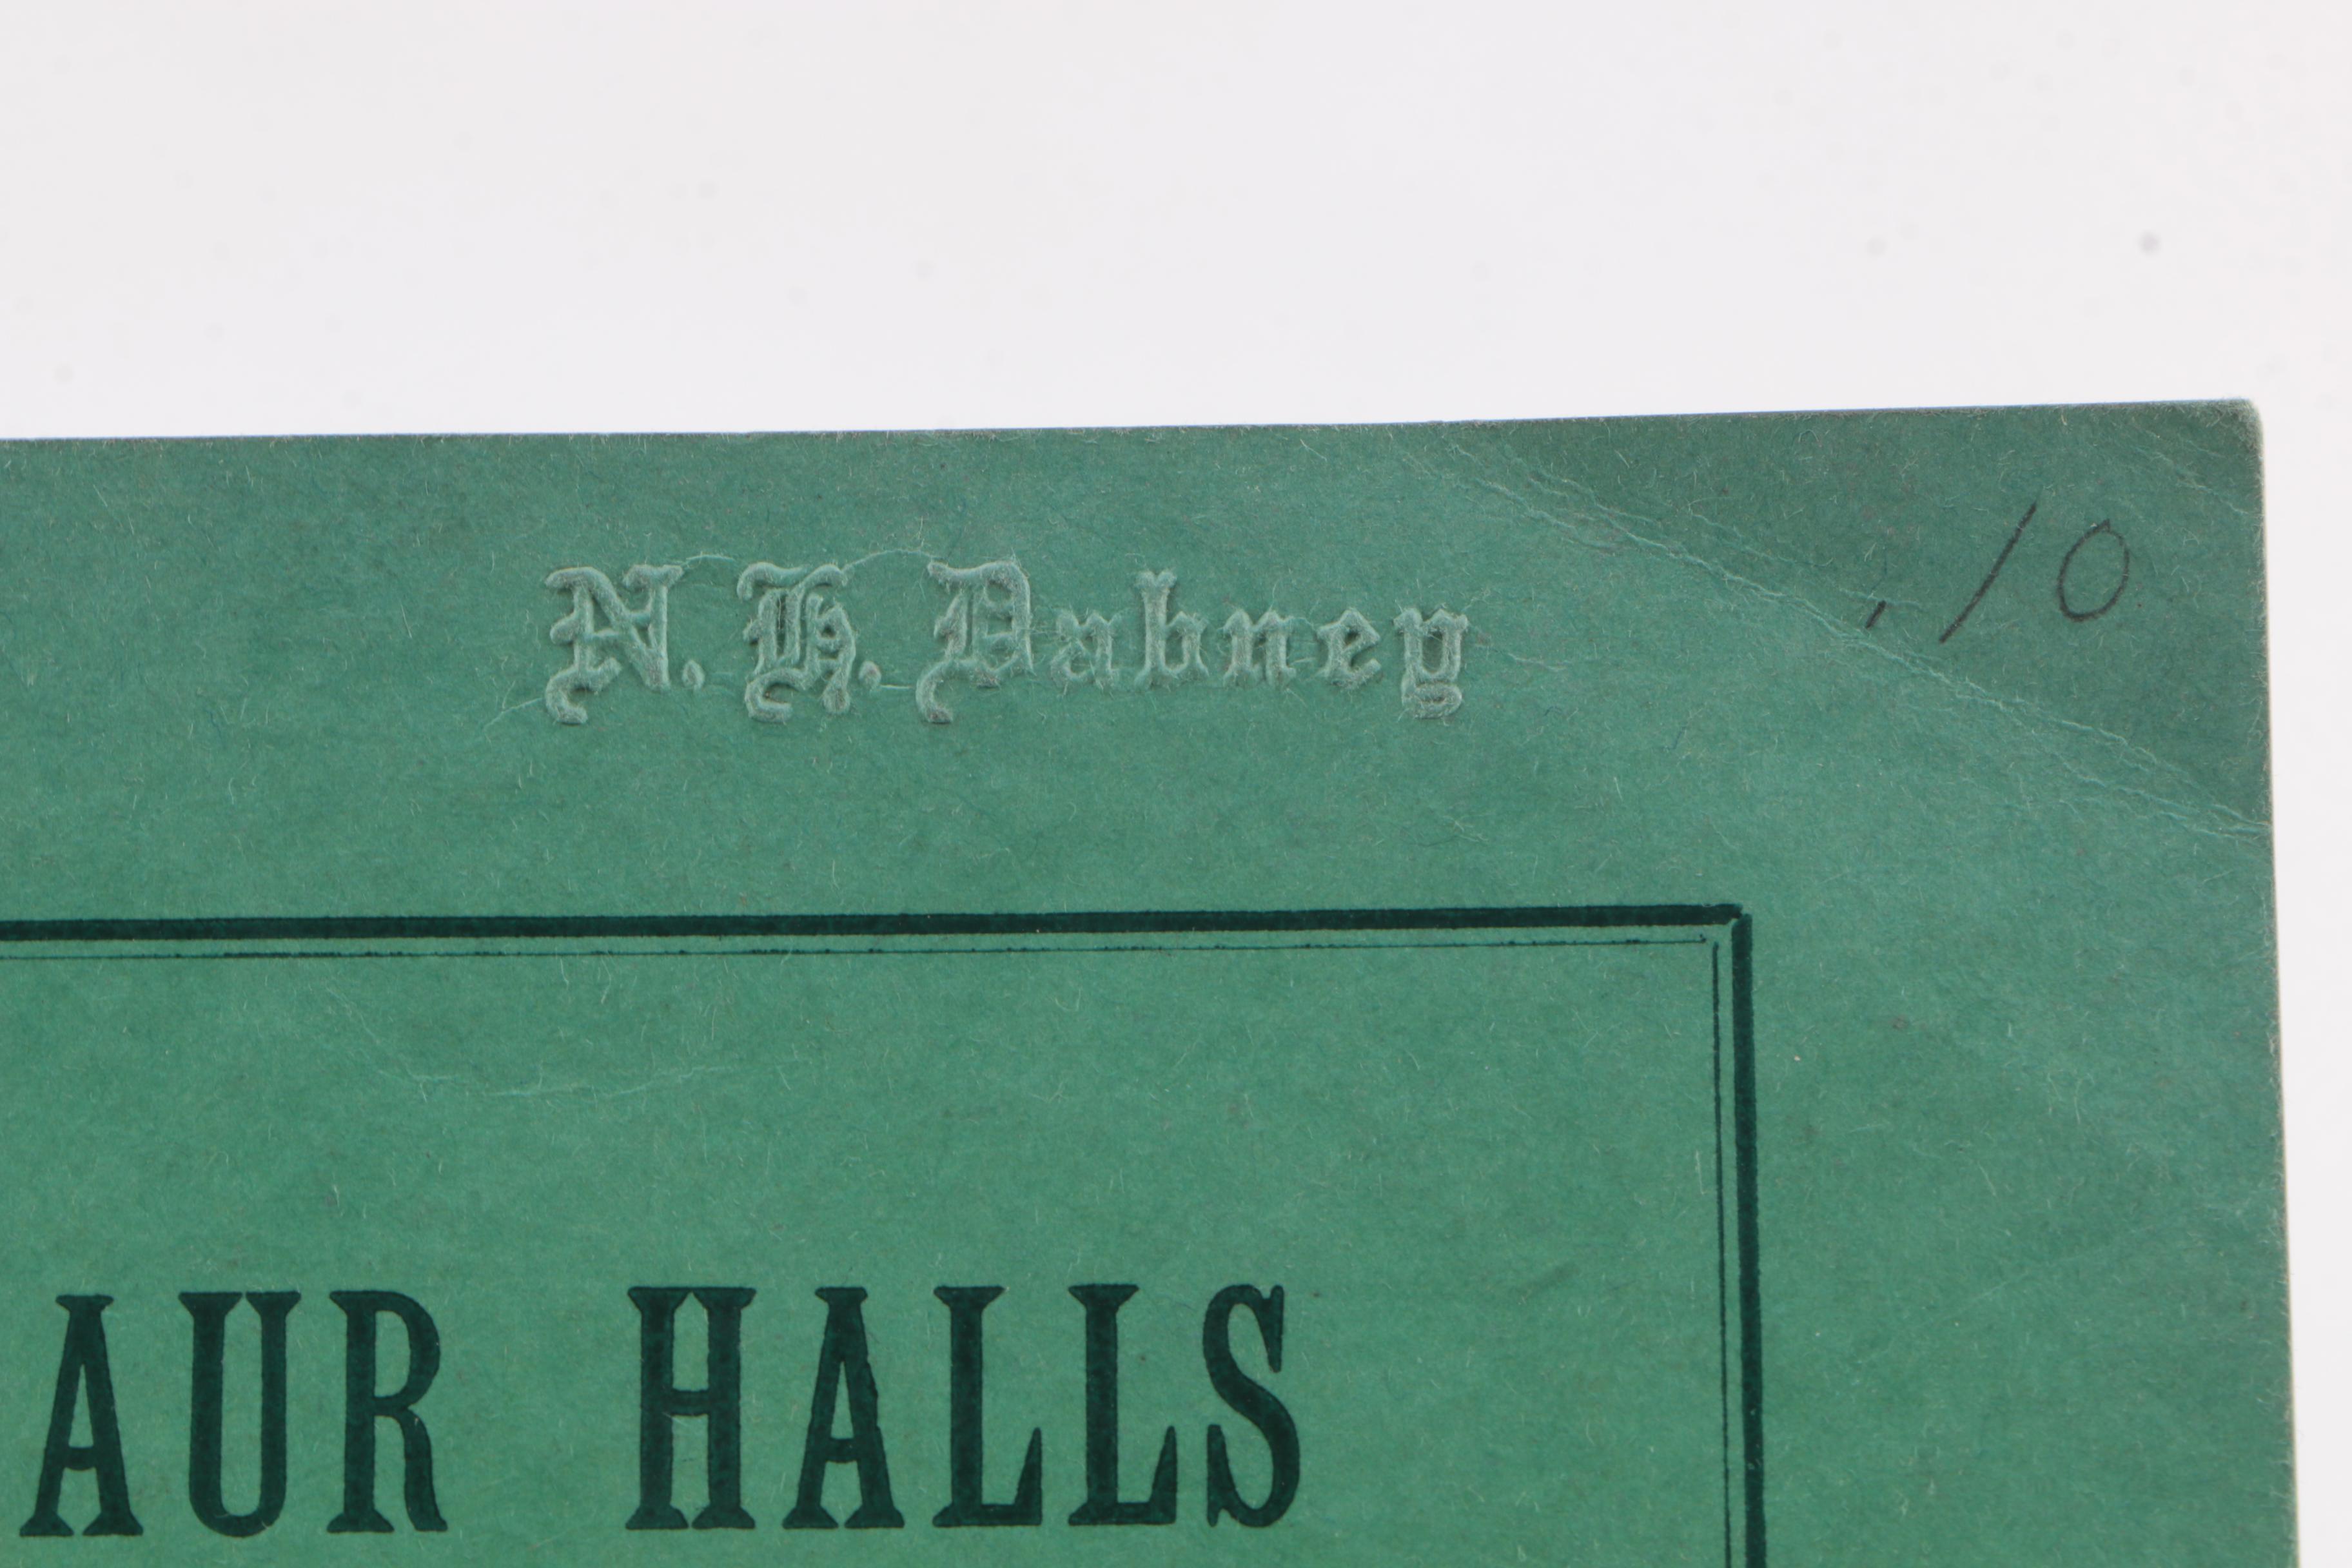 .10
N. H. Dabney
AUR HALLS